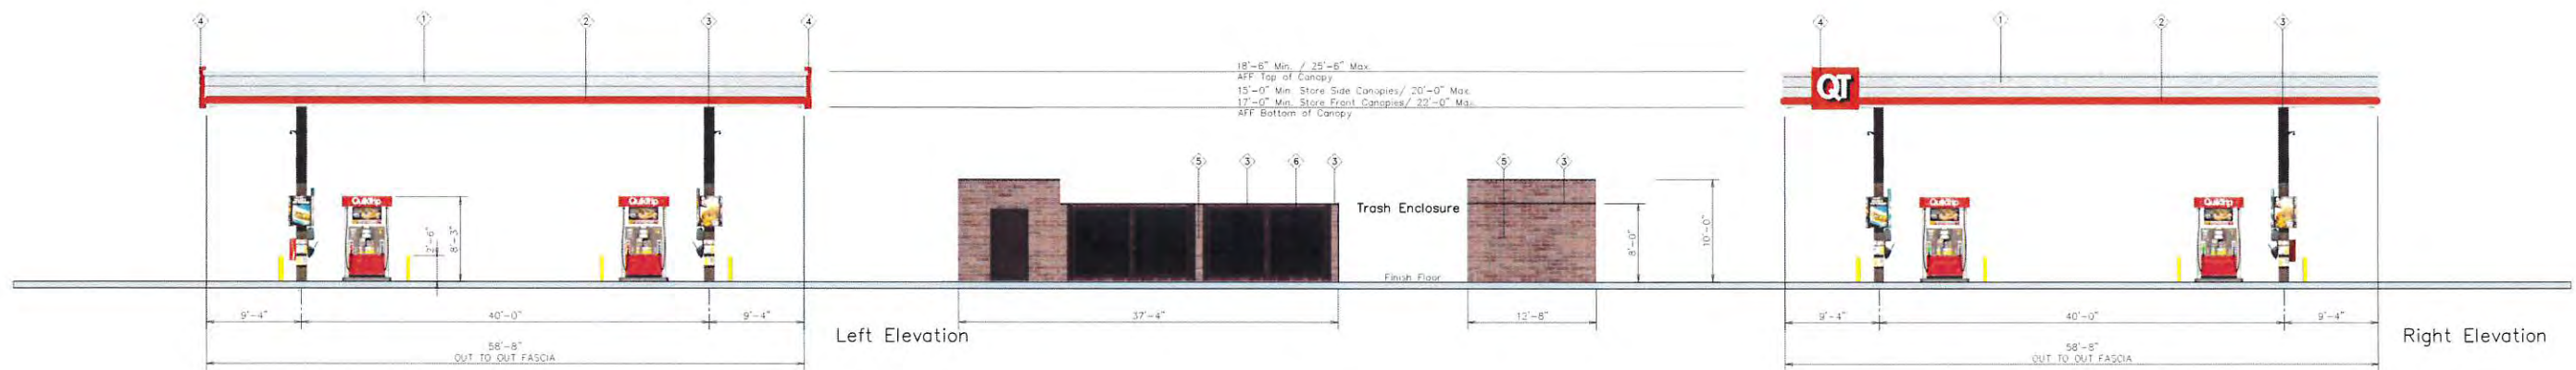 4 1 2 3 4
4 1 2 3
18'-6" Min. / 25'-6" Max.
AFF Top of Canopy
15'-0" Min. Store Side Canopies/ 20'-0" Max.
17'-0" Min. Store Front Canopies/ 22'-0" Max.
AFF Bottom of Canopy
QT
5 3 6 3
5 3
QuikTrip
QuikTrip
2'-6"
8'-3"
Trash Enclosure
8'-0"
10'-0"
QuikTrip
QuikTrip
Finish Floor
9'-4" 40'-0" 9'-4"
37'-4"
12'-8"
9'-4" 40'-0" 9'-4"
Left Elevation
Right Elevation
58'-8"
OUT TO OUT FASCIA
58'-8"
OUT TO OUT FASCIA